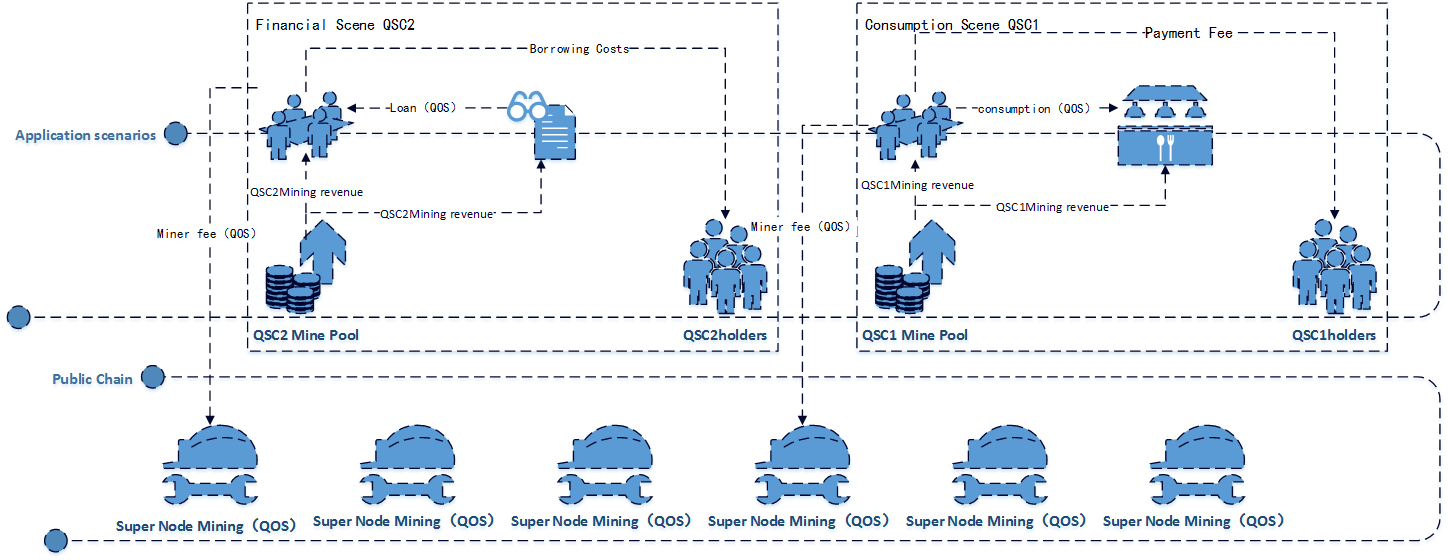 Financial Scene QSC2
Consumption Scene QSC1
Borrowing Costs
Payment Fee
Loan（QOS）
consumption（QOS）
Application scenarios
QSC2Mining revenue
QSC1Mining revenue
QSC2Mining revenue
QSC1Mining revenue
Miner fee（QOS）
Miner fee（QOS）
QSC2 Mine Pool
QSC2holders
QSC1 Mine Pool
QSC1holders
Public Chain
Super Node Mining（QOS）
Super Node Mining（QOS）
Super Node Mining（QOS）
Super Node Mining（QOS）
Super Node Mining（QOS）
Super Node Mining（QOS）